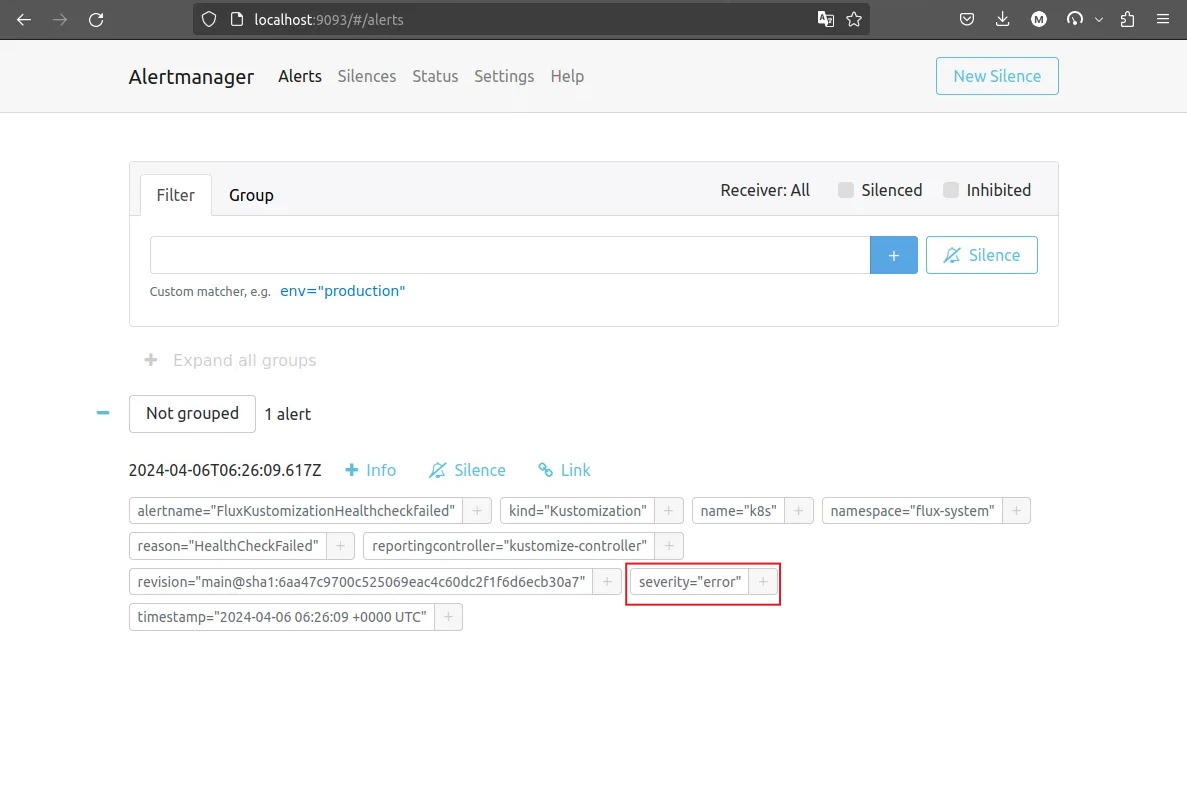 localhost:9093/#/alerts
Alertmanager Alerts Silences Status Settings Help New Silence
Filter Group Receiver: All Silenced Inhibited
+ Silence
Custom matcher, e.g. env="production"
+ Expand all groups
Not grouped 1 alert
2024-04-06T06:26:09.617Z + Info Silence Link
alertname="FluxKustomizationHealthcheckfailed" + kind="Kustomization" + name="k8s" + namespace="flux-system" +
reason="HealthCheckFailed" + reportingcontroller="kustomize-controller" +
revision="main@sha1:6aa47c9700c525069eac4c60dc2f1f6d6ecb30a7" + severity="error" +
timestamp="2024-04-06 06:26:09 +0000 UTC" +